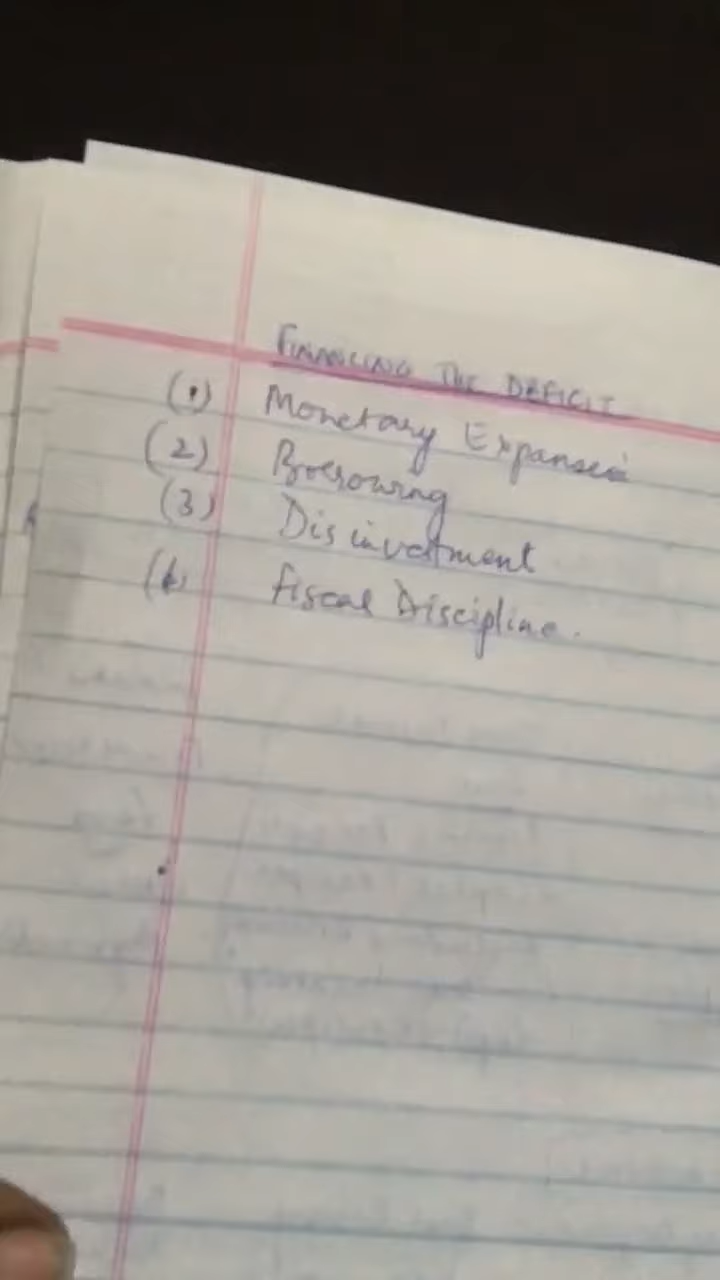 FINANCING THE DEFICIT
(1) Monetary Expansion
(2) Borrowing
(3) Disinvestment
Fiscal Discipline.